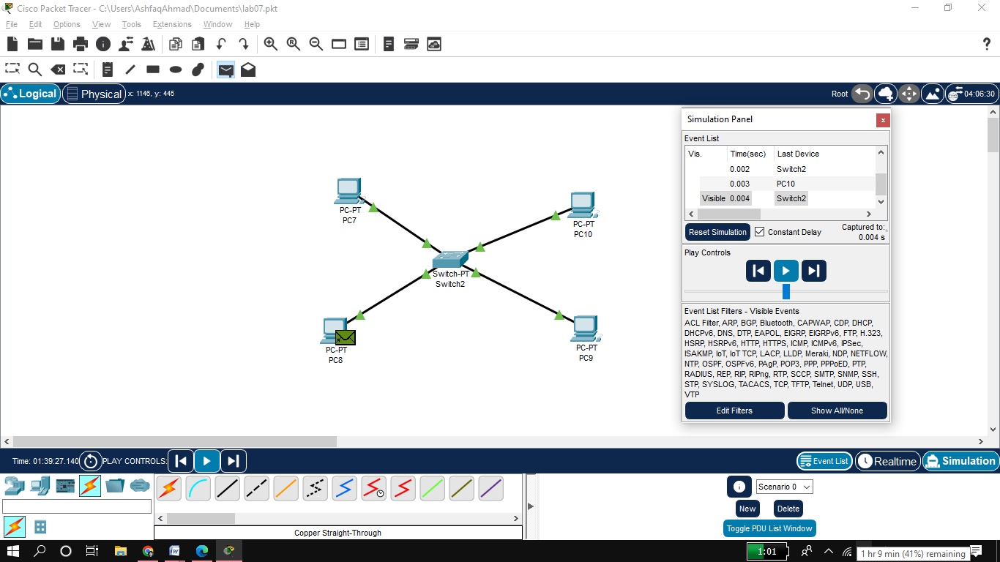 Cisco Packet Tracer - C:\Users\AshfaqAhmad\Documents\lab07.pkt
File Edit Options View Tools Extensions Window Help
?
Logical Physical x: 1146, y: 445 Root 04:06:30
Simulation Panel x
Event List
Vis. Time(sec) Last Device
0.002 Switch2
0.003 PC10
Visible 0.004 Switch2
Reset Simulation Constant Delay Captured to:
0.004 s
Play Controls
Event List Filters - Visible Events
ACL Filter, ARP, BGP, Bluetooth, CAPWAP, CDP, DHCP,
DHCPv6, DNS, DTP, EAPOL, EIGRP, EIGRPv6, FTP, H.323,
HSRP, HSRPv6, HTTP, HTTPS, ICMP, ICMPv6, IPSec,
ISAKMP, IoT, IoT TCP, LACP, LLDP, Meraki, NDP, NETFLOW,
NTP, OSPF, OSPFv6, PAgP, POP3, PPP, PPPoED, PTP,
RADIUS, REP, RIP, RIPng, RTP, SCCP, SMTP, SNMP, SSH,
STP, SYSLOG, TACACS, TCP, TFTP, Telnet, UDP, USB,
VTP
Edit Filters Show All/None
PC-PT
PC7
PC-PT
PC10
Switch-PT
Switch2
PC-PT
PC8
PC-PT
PC9
Time: 01:39:27.140 PLAY CONTROLS: Event List Realtime Simulation
Scenario 0
New Delete
Toggle PDU List Window
Copper Straight-Through
1:01 1 hr 9 min (41%) remaining